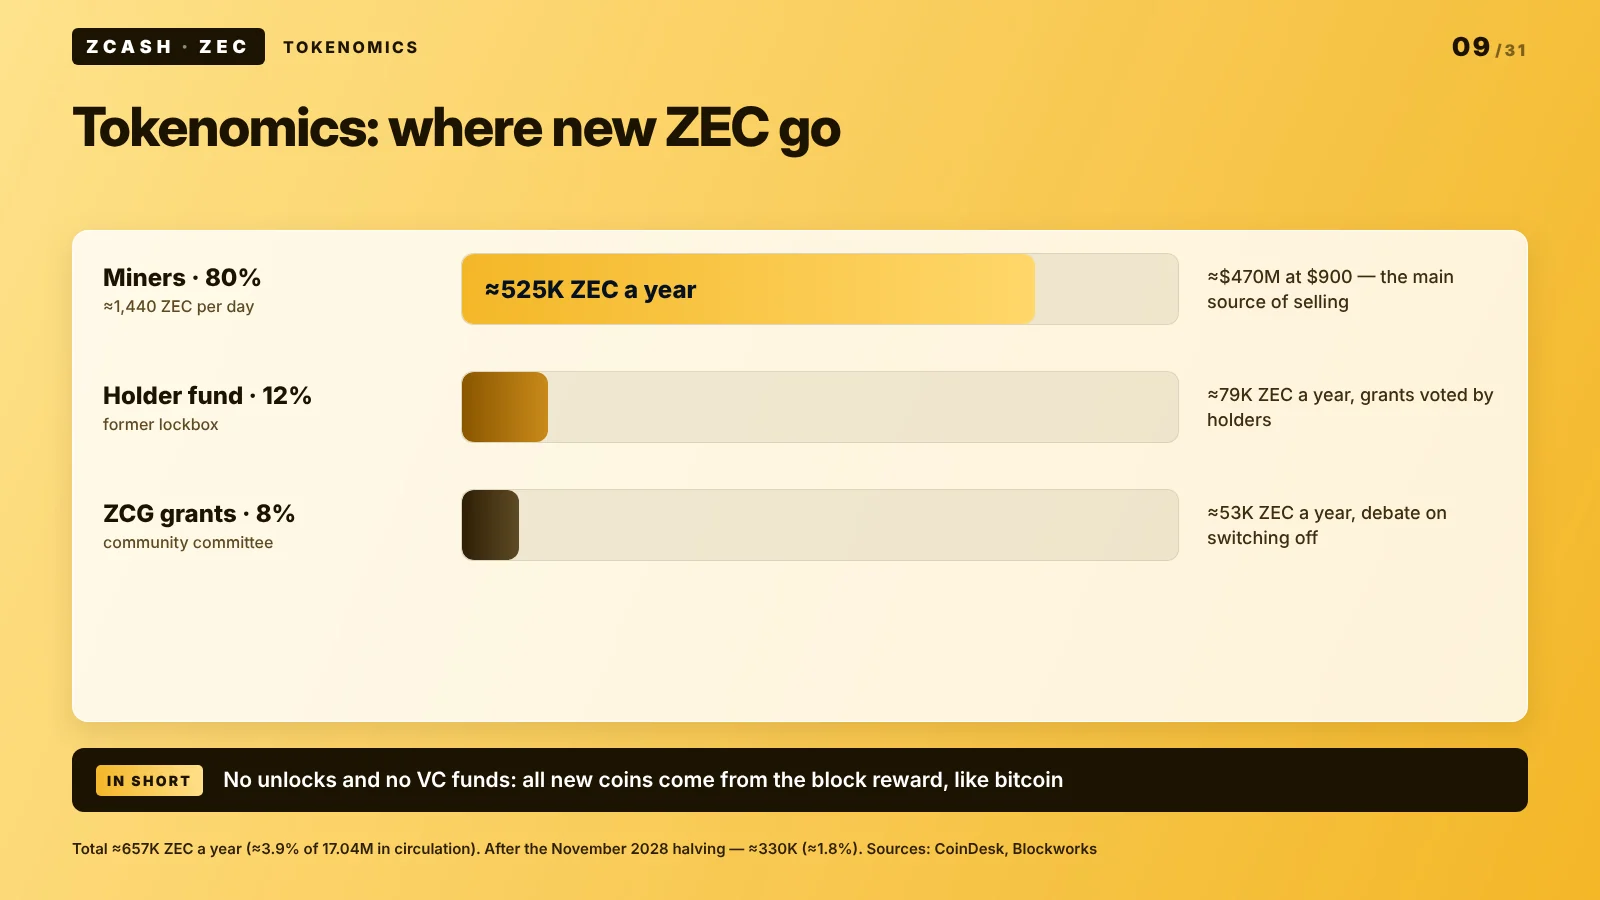 ZCASH · ZEC TOKENOMICS
09 /31
Tokenomics: where new ZEC go
Miners · 80%
≈1,440 ZEC per day
≈525K ZEC a year
≈$470M at $900 — the main
source of selling
Holder fund · 12%
former lockbox
≈79K ZEC a year, grants voted by
holders
ZCG grants · 8%
community committee
≈53K ZEC a year, debate on
switching off
IN SHORT No unlocks and no VC funds: all new coins come from the block reward, like bitcoin
Total ≈657K ZEC a year (≈3.9% of 17.04M in circulation). After the November 2028 halving — ≈330K (≈1.8%). Sources: CoinDesk, Blockworks